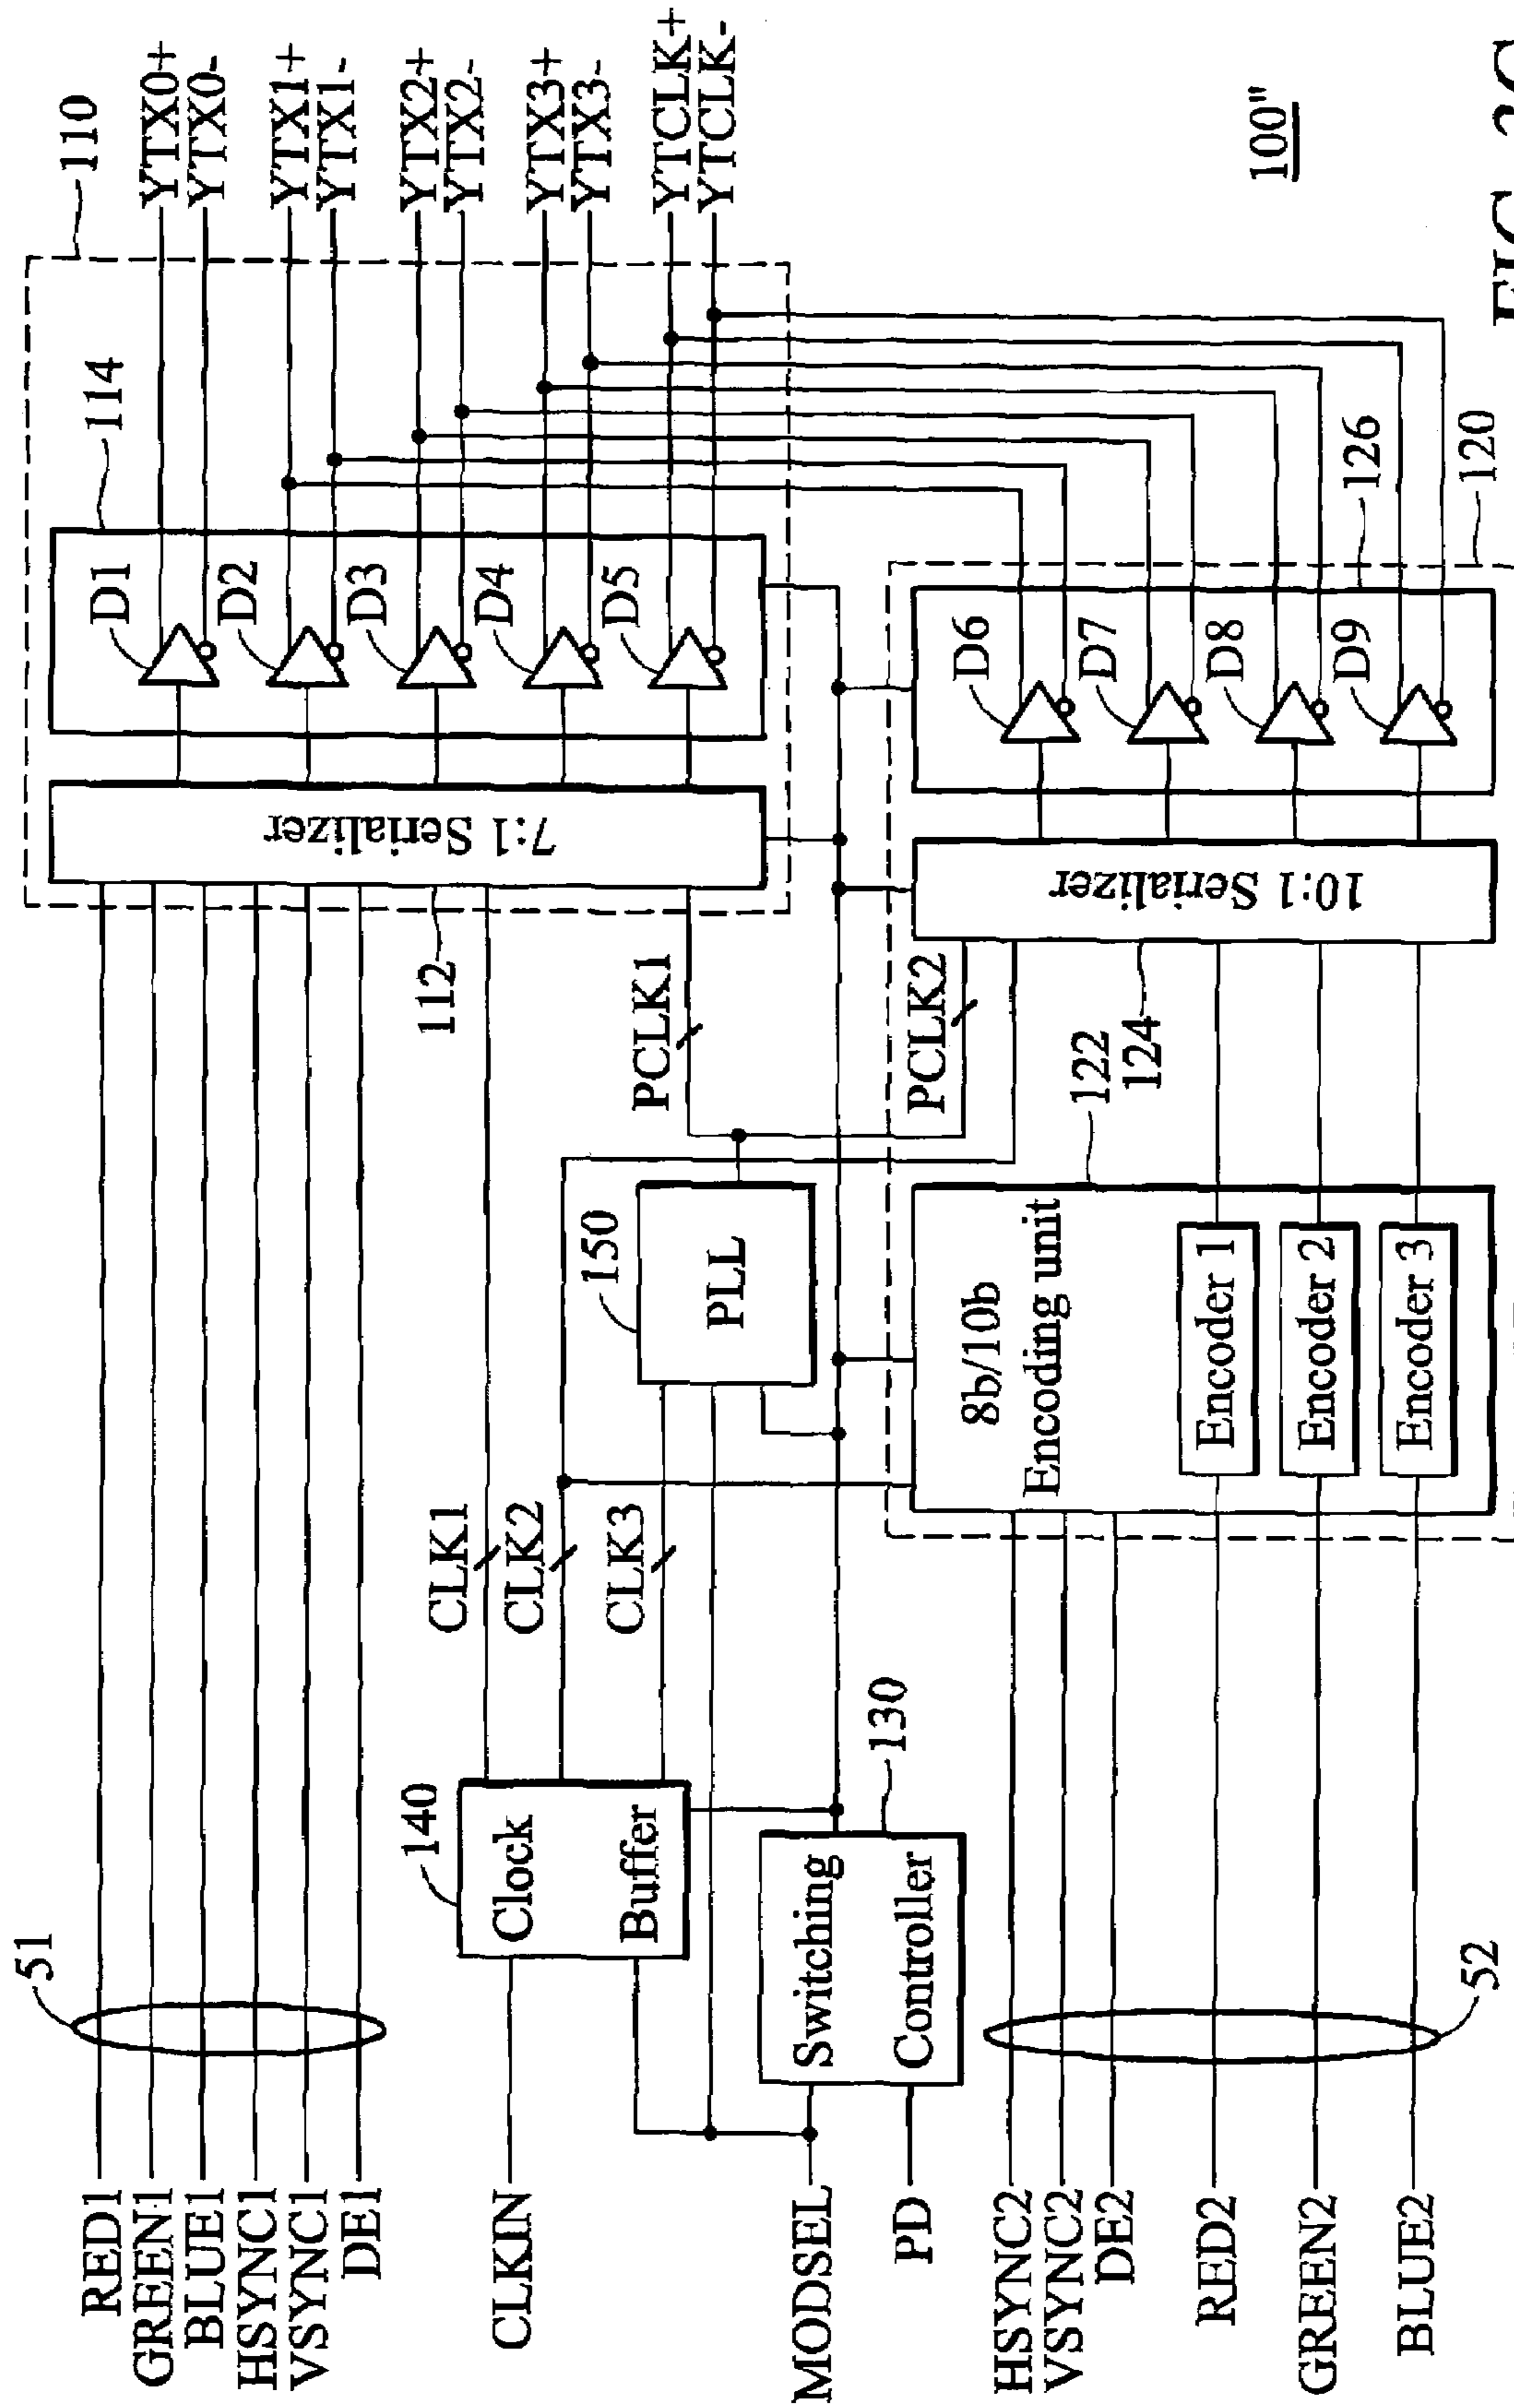 RED1
GREEN1
BLUE1
HSYNC1
VSYNC1
DE1
51
CLKIN
MODSEL
PD
HSYNC2
VSYNC2
DE2
RED2
GREEN2
BLUE2
52
140
Clock
Buffer
Switching
Controller
130
CLK1
CLK2
CLK3
150
PLL
8b/10b
Encoding unit
Encoder 1
Encoder 2
Encoder 3
122
124
PCLK1
PCLK2
112
7:1 Serializer
10:1 Serializer
114
D1
D2
D3
D4
D5
D6
D7
D8
D9
126
120
110
YTX0+
YTX0-
YTX1+
YTX1-
YTX2+
YTX2-
YTX3+
YTX3-
YTCLK+
YTCLK-
100"